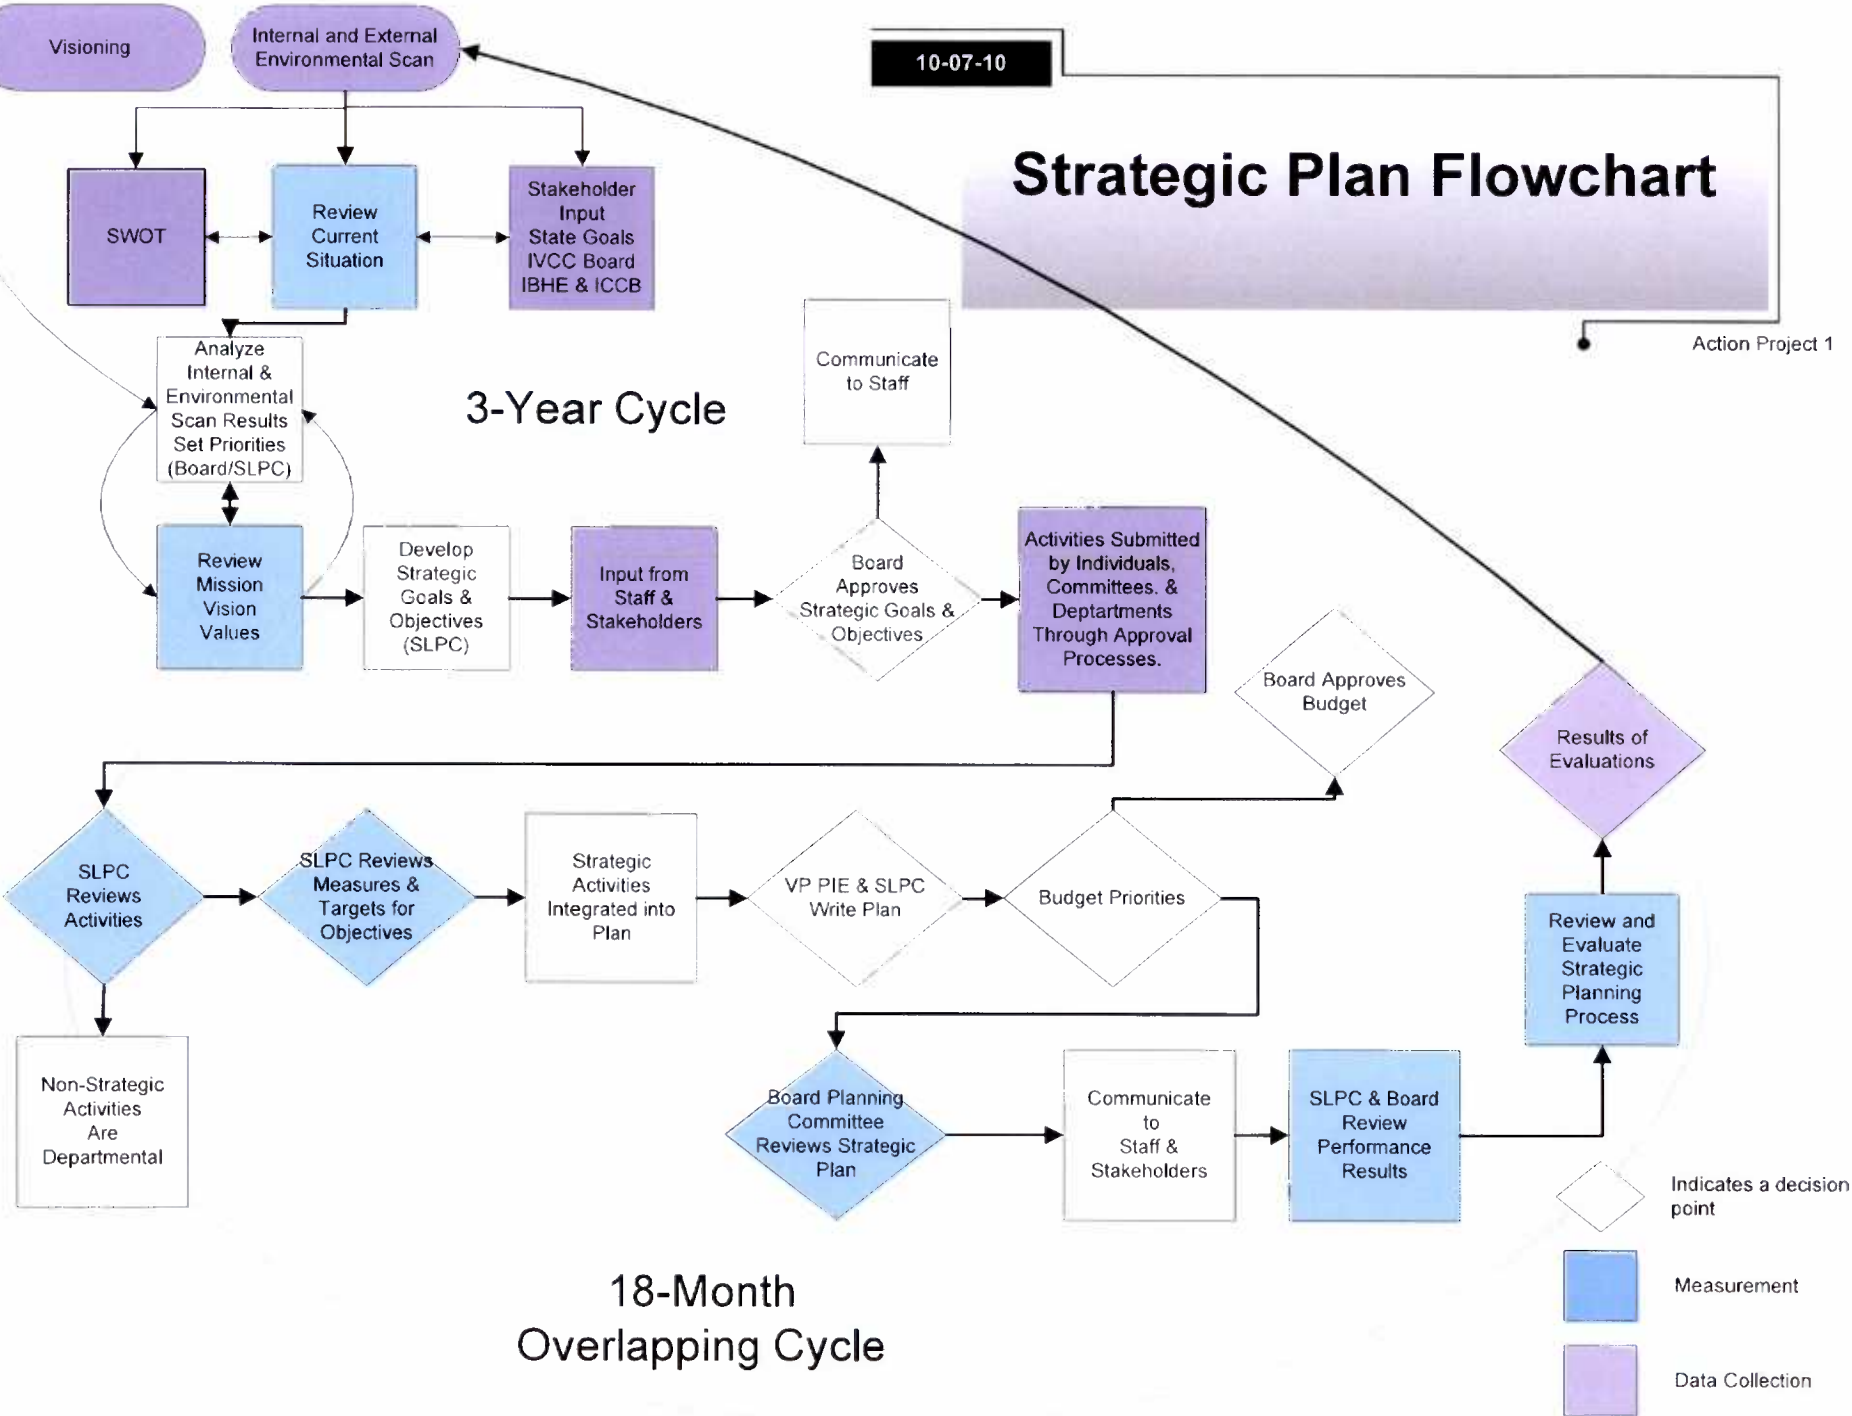 Visioning
Internal and External
Environmental Scan
10-07-10
Strategic Plan Flowchart
Action Project 1
SWOT
Review
Current
Situation
Stakeholder
Input
State Goals
IVCC Board
IBHE & ICCB
Analyze
Internal &
Environmental
Scan Results
Set Priorities
(Board/SLPC)
3-Year Cycle
Communicate
to Staff
Review
Mission
Vision
Values
Develop
Strategic
Goals &
Objectives
(SLPC)
Input from
Staff &
Stakeholders
Board
Approves
Strategic Goals &
Objectives
Activities Submitted
by Individuals,
Committees. &
Deptartments
Through Approval
Processes.
Board Approves
Budget
Results of
Evaluations
SLPC
Reviews
Activities
SLPC Reviews
Measures &
Targets for
Objectives
Strategic
Activities
Integrated into
Plan
VP PIE & SLPC
Write Plan
Budget Priorities
Review and
Evaluate
Strategic
Planning
Process
Non-Strategic
Activities
Are
Departmental
Board Planning
Committee
Reviews Strategic
Plan
Communicate
to
Staff &
Stakeholders
SLPC & Board
Review
Performance
Results
Indicates a decision
point
Measurement
Data Collection
18-Month
Overlapping Cycle